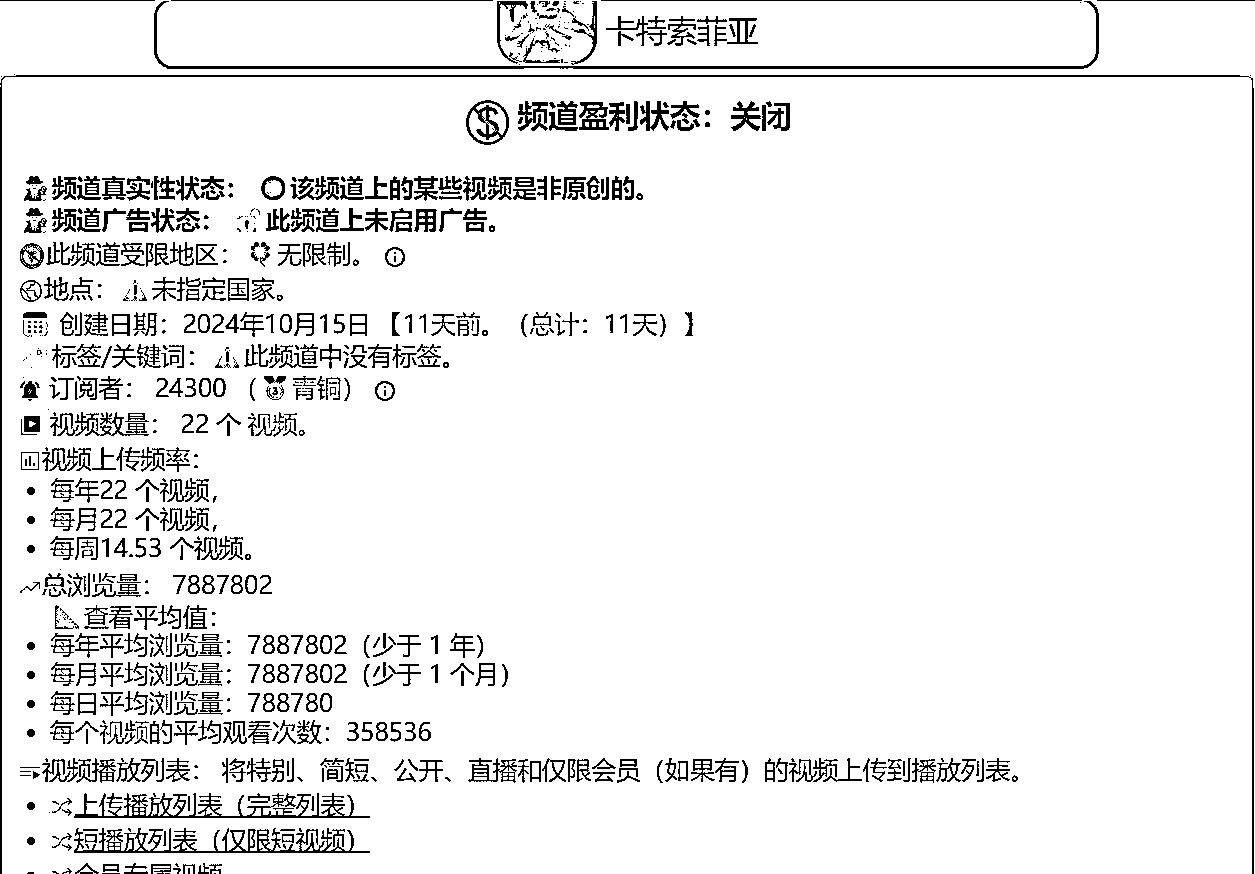 卡特索菲亚
频道盈利状态：关闭
频道真实性状态： 该频道上的某些视频是非原创的。
频道广告状态： 此频道上未启用广告。
此频道受限地区： 无限制。
地点： 未指定国家。
创建日期：2024年10月15日 【11天前。（总计：11天）】
标签/关键词： 此频道中没有标签。
订阅者： 24300 （ 青铜）
视频数量： 22 个 视频。
视频上传频率：
• 每年22 个视频，
• 每月22 个视频，
• 每周14.53 个视频。
总浏览量： 7887802
查看平均值：
• 每年平均浏览量：7887802（少于 1 年）
• 每月平均浏览量：7887802（少于 1 个月）
• 每日平均浏览量：788780
• 每个视频的平均观看次数：358536
视频播放列表： 将特别、简短、公开、直播和仅限会员（如果有）的视频上传到播放列表。
• 上传播放列表（完整列表）
• 短播放列表（仅限短视频）
• 会员专属视频